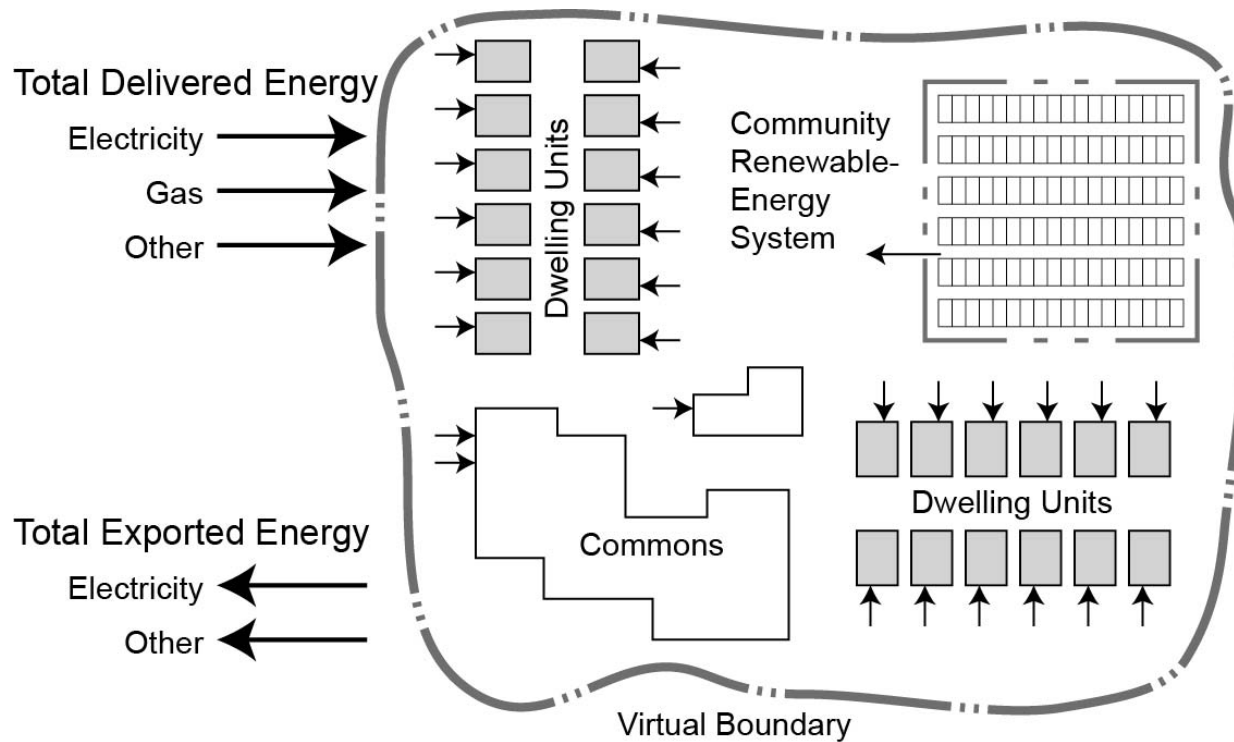 Total Delivered Energy
Electricity
Gas
Other
Dwelling Units
Community
Renewable-
Energy
System
Dwelling Units
Commons
Total Exported Energy
Electricity
Other
Virtual Boundary